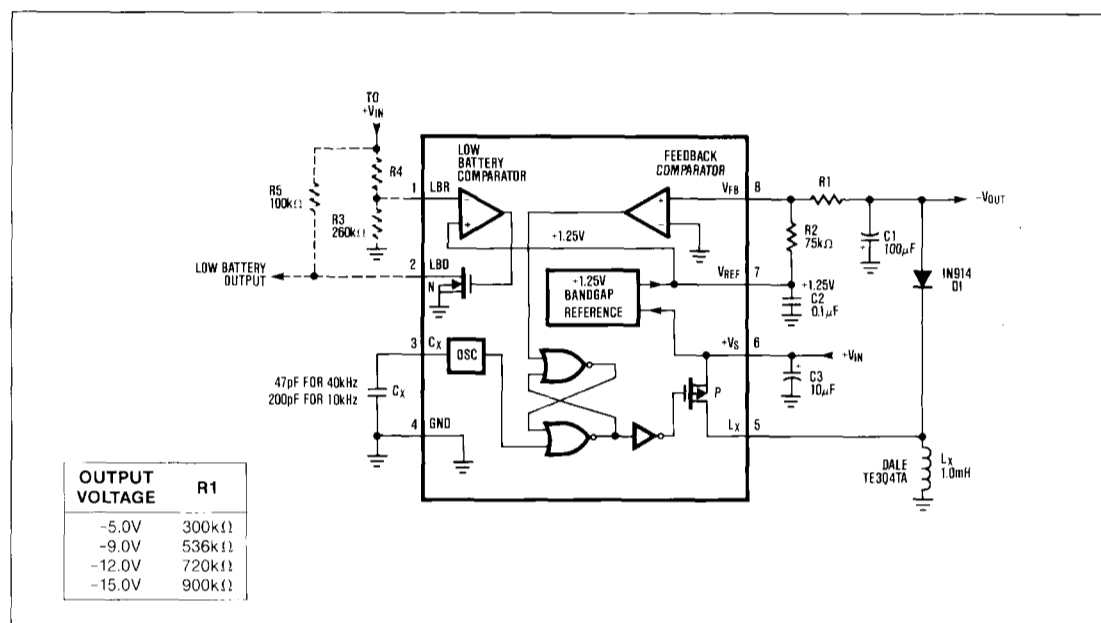 TO
+VIN
R4
R5
100kΩ
R3
260kΩ
LOW BATTERY
OUTPUT
1 LBR
2 LBD
N
3 CX
OSC
47pF FOR 40kHz
200pF FOR 10kHz
CX
4 GND
LOW
BATTERY
COMPARATOR
FEEDBACK
COMPARATOR
− +
+ −
+1.25V
+1.25V
BANDGAP
REFERENCE
P
VFB 8
VREF 7
+VS 6
LX 5
R1
R2
75kΩ
+ C1
100μF
−VOUT
1N914
D1
+1.25V
C2
0.1μF
+VIN
+ C3
10μF
DALE
TE3Q4TA
LX
1.0mH
OUTPUT VOLTAGE R1
-5.0V 300kΩ
-9.0V 536kΩ
-12.0V 720kΩ
-15.0V 900kΩ